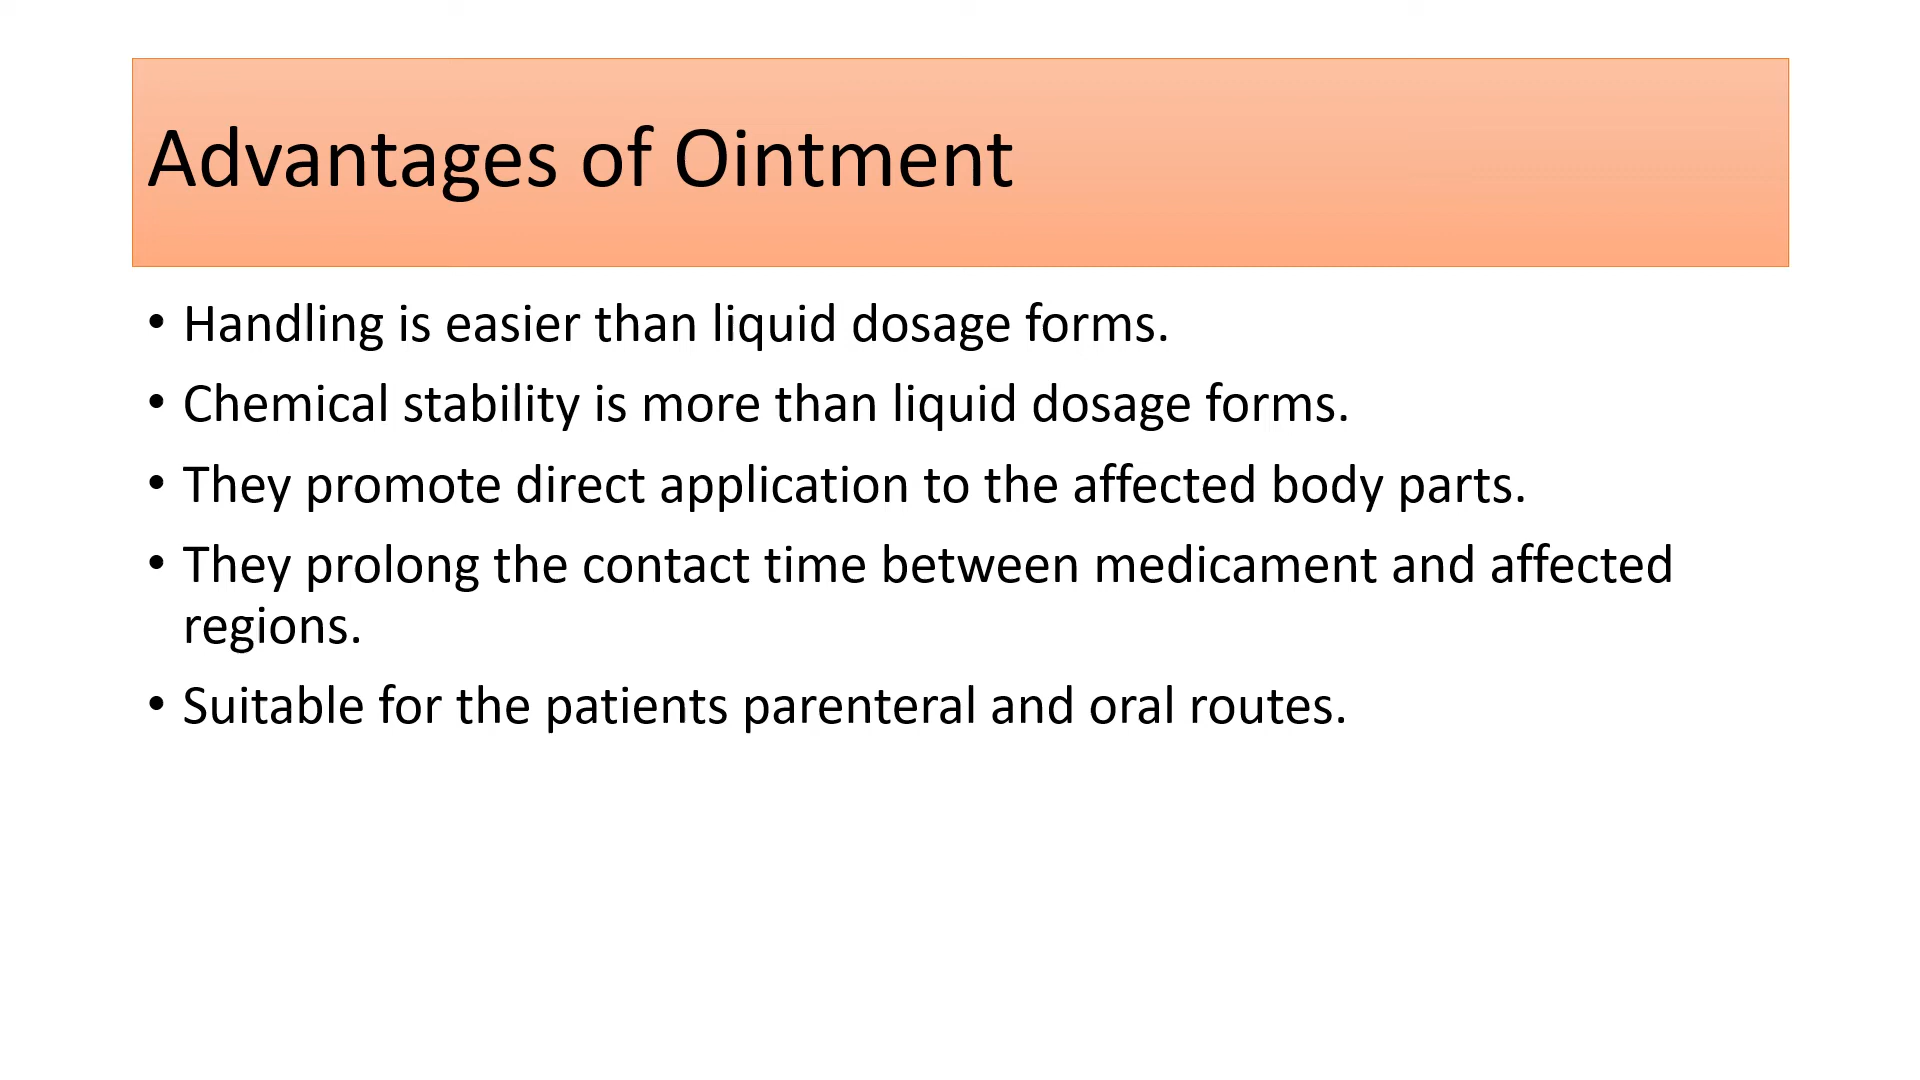 Advantages of Ointment
• Handling is easier than liquid dosage forms.
• Chemical stability is more than liquid dosage forms.
• They promote direct application to the affected body parts.
• They prolong the contact time between medicament and affected
regions.
• Suitable for the patients parenteral and oral routes.